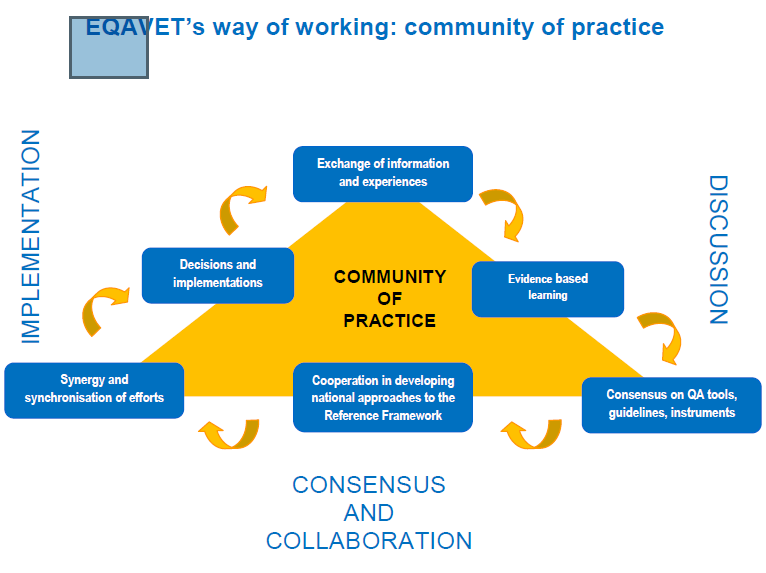 EQAVET’s way of working: community of practice
IMPLEMENTATION
DISCUSSION
Exchange of information
and experiences
Decisions and
implementations
COMMUNITY
OF
PRACTICE
Evidence based
learning
Synergy and
synchronisation of efforts
Cooperation in developing
national approaches to the
Reference Framework
Consensus on QA tools,
guidelines, instruments
CONSENSUS
AND
COLLABORATION